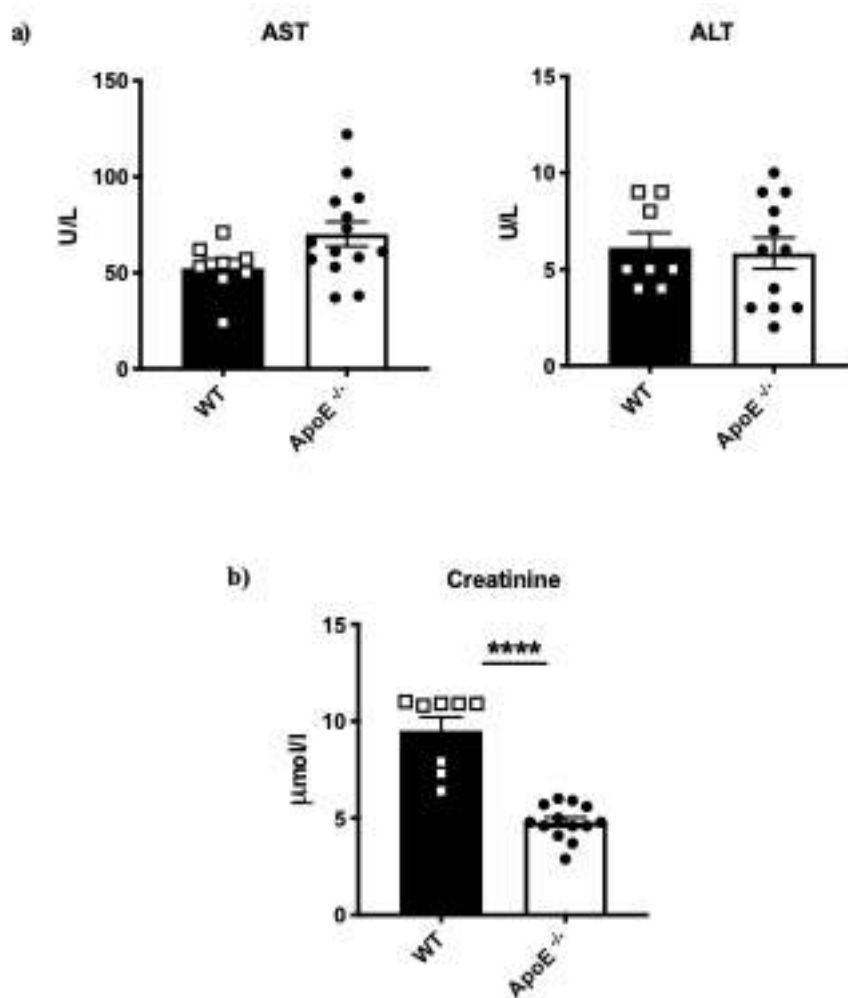 a)
AST
150
100
50
0
U/L
WT
ApoE -/-
ALT
15
10
5
0
U/L
WT
ApoE -/-
b)
Creatinine
15
10
5
0
µmol/l
****
WT
ApoE -/-